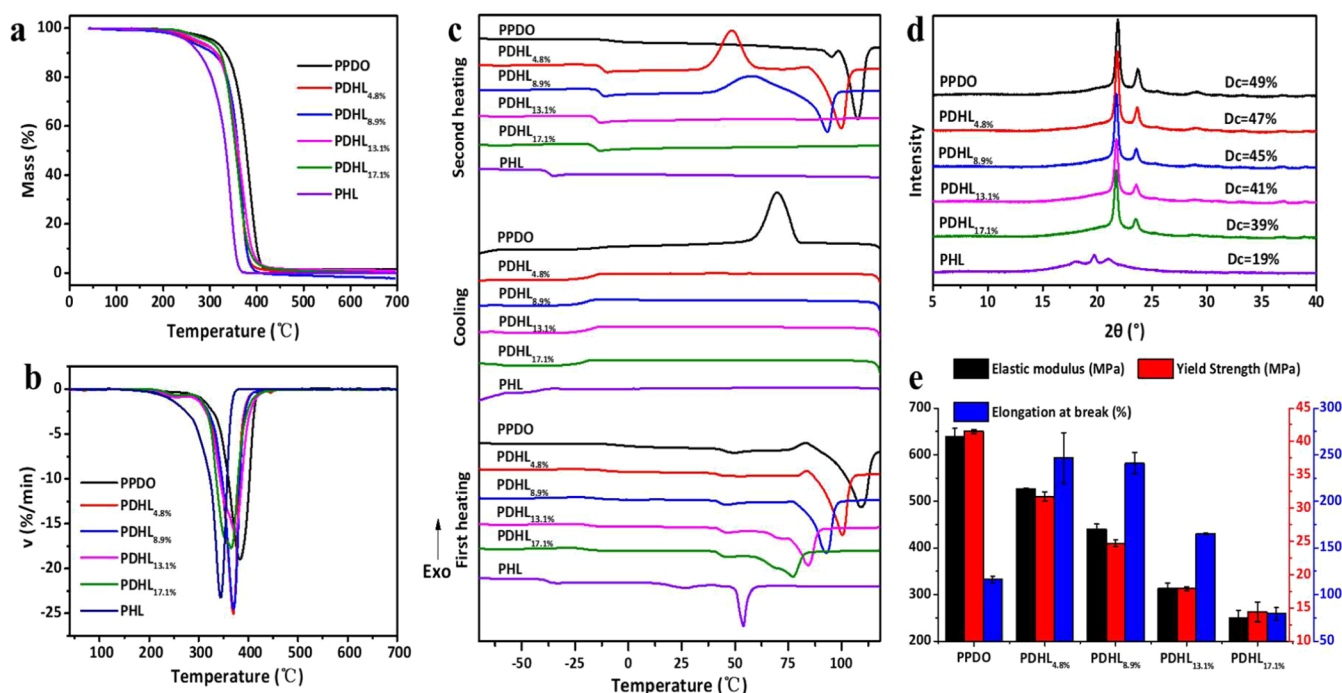 a
100
80
60
40
20
0
Mass (%)
PPDO
PDHL4.8%
PDHL8.9%
PDHL13.1%
PDHL17.1%
PHL
0 100 200 300 400 500 600 700
Temperature (℃)
b
0
-5
-10
-15
-20
-25
v (%/min)
PPDO
PDHL4.8%
PDHL8.9%
PDHL13.1%
PDHL17.1%
PHL
100 200 300 400 500 600 700
Temperature (℃)
c
Second heating
PPDO
PDHL4.8%
PDHL8.9%
PDHL13.1%
PDHL17.1%
PHL
Cooling
PPDO
PDHL4.8%
PDHL8.9%
PDHL13.1%
PDHL17.1%
PHL
First heating
PPDO
PDHL4.8%
PDHL8.9%
PDHL13.1%
PDHL17.1%
PHL
Exo
-50 -25 0 25 50 75 100
Temperature (℃)
d
Intensity
PPDO Dc=49%
PDHL4.8% Dc=47%
PDHL8.9% Dc=45%
PDHL13.1% Dc=41%
PDHL17.1% Dc=39%
PHL Dc=19%
5 10 15 20 25 30 35 40
2θ (°)
e
Elastic modulus (MPa) Yield Strength (MPa)
Elongation at break (%)
700
650
600
550
500
450
400
350
300
250
200
45
40
35
30
25
20
15
10
300
250
200
150
100
50
PPDO PDHL4.8% PDHL8.9% PDHL13.1% PDHL17.1%